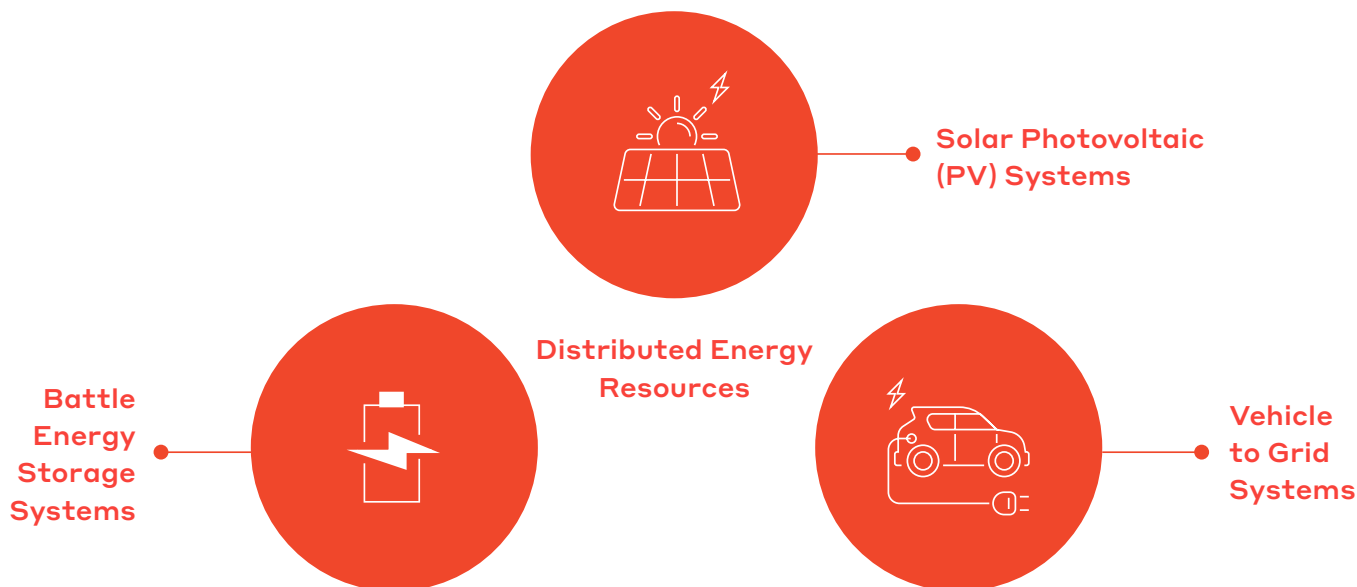 Solar Photovoltaic
(PV) Systems
Distributed Energy
Resources
Battle
Energy
Storage
Systems
Vehicle
to Grid
Systems